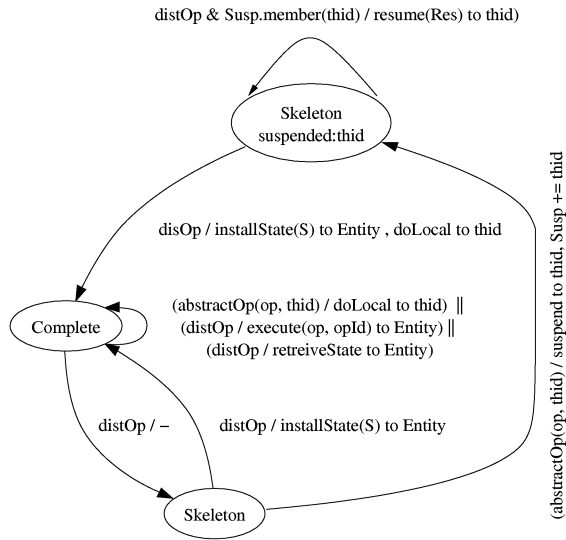 distOp & Susp.member(thid) / resume(Res) to thid)
Skeleton
suspended:thid
disOp / installState(S) to Entity , doLocal to thid
(abstractOp(op, thid) / doLocal to thid) ||
(distOp / execute(op, opId) to Entity) ||
(distOp / retreiveState to Entity)
Complete
distOp / −
distOp / installState(S) to Entity
Skeleton
(abstractOp(op, thid) / suspend to thid, Susp += thid